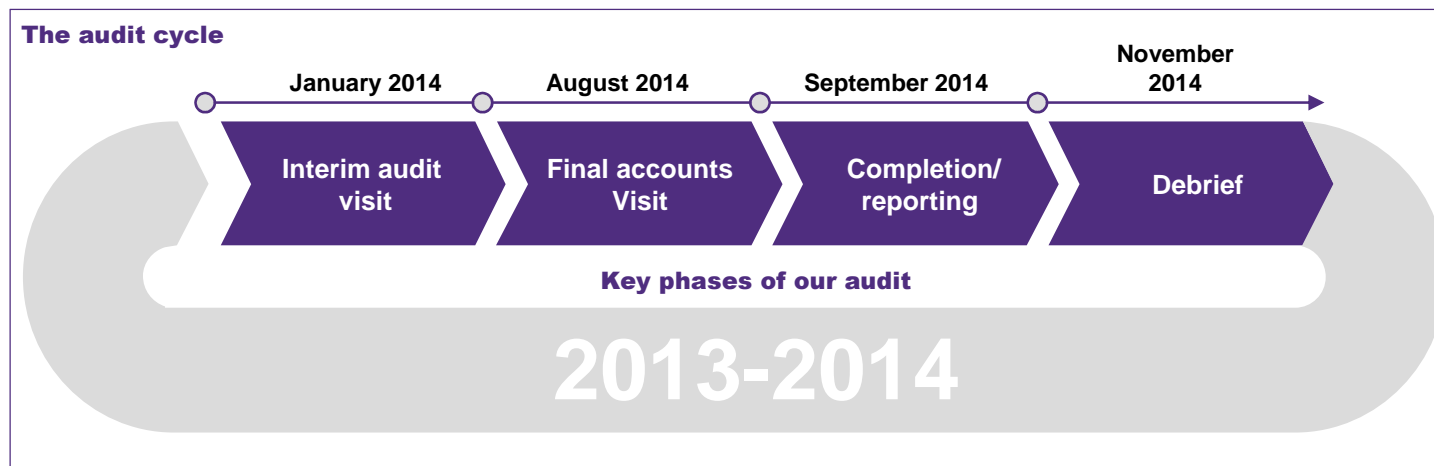 The audit cycle
November
January 2014 August 2014 September 2014 2014
Interim audit
visit
Final accounts
Visit
Completion/
reporting
Debrief
Key phases of our audit
2013-2014